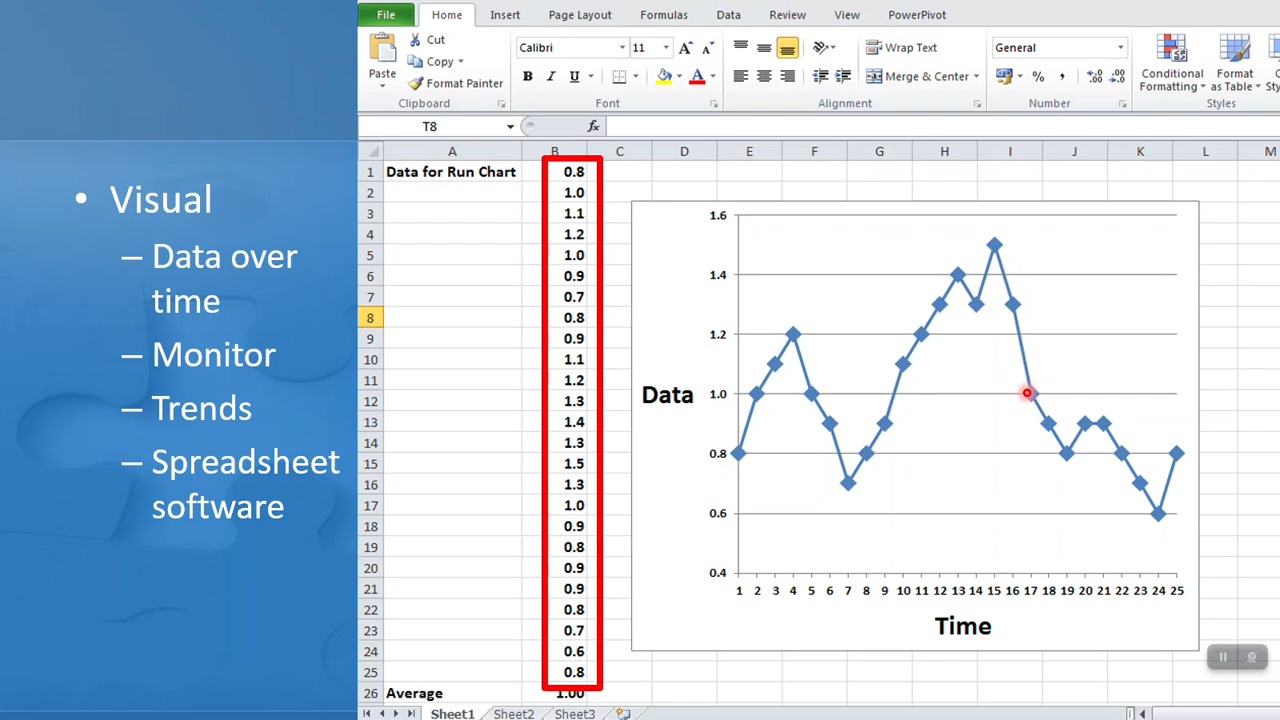 • Visual
– Data over
time
– Monitor
– Trends
– Spreadsheet
software
File Home Insert Page Layout Formulas Data Review View PowerPivot
Paste
Cut
Copy
Format Painter
Clipboard
Calibri 11
B I U
Font
Wrap Text
Merge & Center
Alignment
General
% ,
Number
Conditional
Formatting
Format
as Table
Styles
T8 fx
A B C D E F G H I J K L M
1 Data for Run Chart 0.8
2 1.0
3 1.1
4 1.2
5 1.0
6 0.9
7 0.7
8 0.8
9 0.9
10 1.1
11 1.2
12 1.3
13 1.4
14 1.3
15 1.5
16 1.3
17 1.0
18 0.9
19 0.8
20 0.9
21 0.9
22 0.8
23 0.7
24 0.6
25 0.8
26 Average 1.00
1.6
1.4
1.2
1.0
0.8
0.6
0.4
Data
1 2 3 4 5 6 7 8 9 10 11 12 13 14 15 16 17 18 19 20 21 22 23 24 25
Time
Sheet1 Sheet2 Sheet3